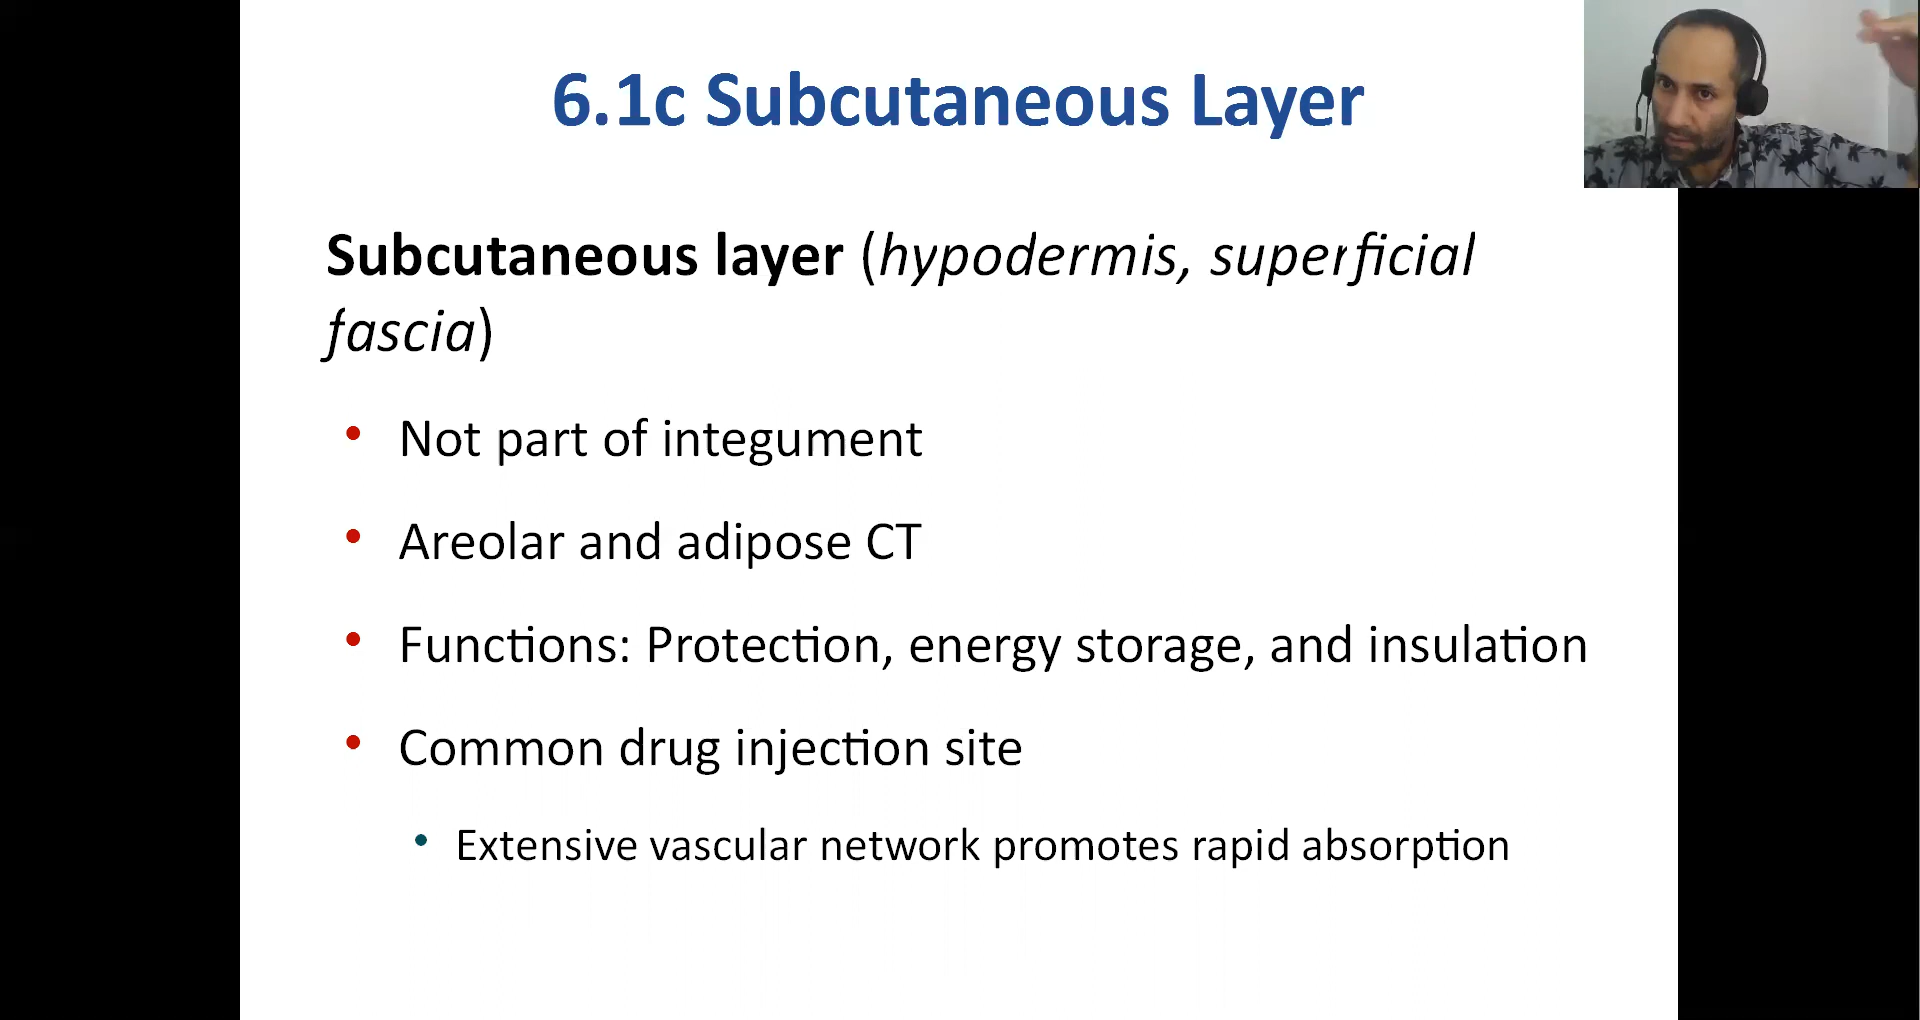 6.1c Subcutaneous Layer
Subcutaneous layer (hypodermis, superficial
fascia)
• Not part of integument
• Areolar and adipose CT
• Functions: Protection, energy storage, and insulation
• Common drug injection site
• Extensive vascular network promotes rapid absorption